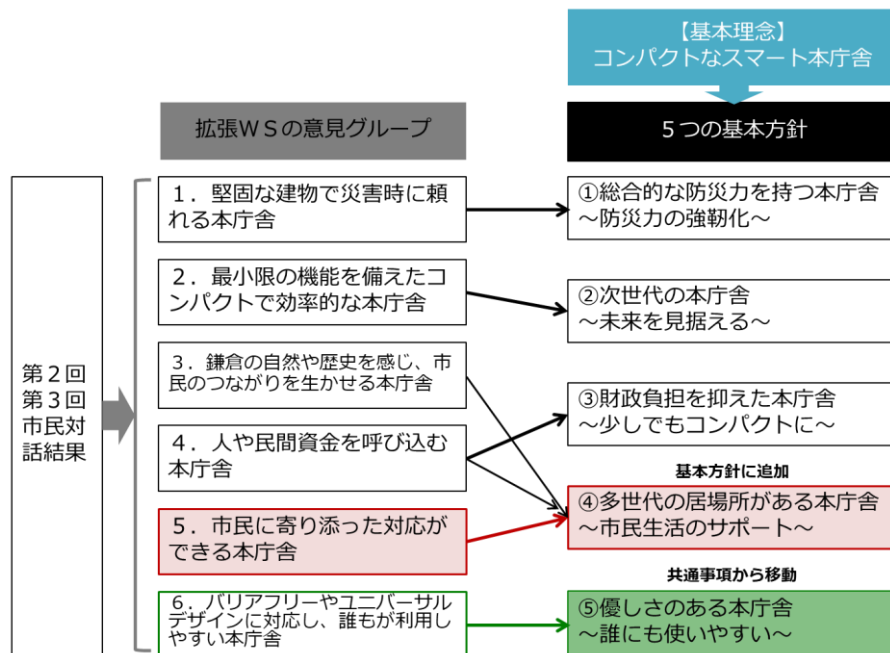 【基本理念】
コンパクトなスマート本庁舎
拡張ＷＳの意見グループ
５つの基本方針
第２回
第３回
市民対
話結果
１．堅固な建物で災害時に頼
れる本庁舎
２．最小限の機能を備えたコ
ンパクトで効率的な本庁舎
３．鎌倉の自然や歴史を感じ、市
民のつながりを生かせる本庁舎
４．人や民間資金を呼び込む
本庁舎
５．市民に寄り添った対応が
できる本庁舎
６．バリアフリーやユニバーサル
デザインに対応し、誰もが利用し
やすい本庁舎
①総合的な防災力を持つ本庁舎
～防災力の強靭化～
②次世代の本庁舎
～未来を見据える～
③財政負担を抑えた本庁舎
～少しでもコンパクトに～
基本方針に追加
④多世代の居場所がある本庁舎
～市民生活のサポート～
共通事項から移動
⑤優しさのある本庁舎
～誰にも使いやすい～